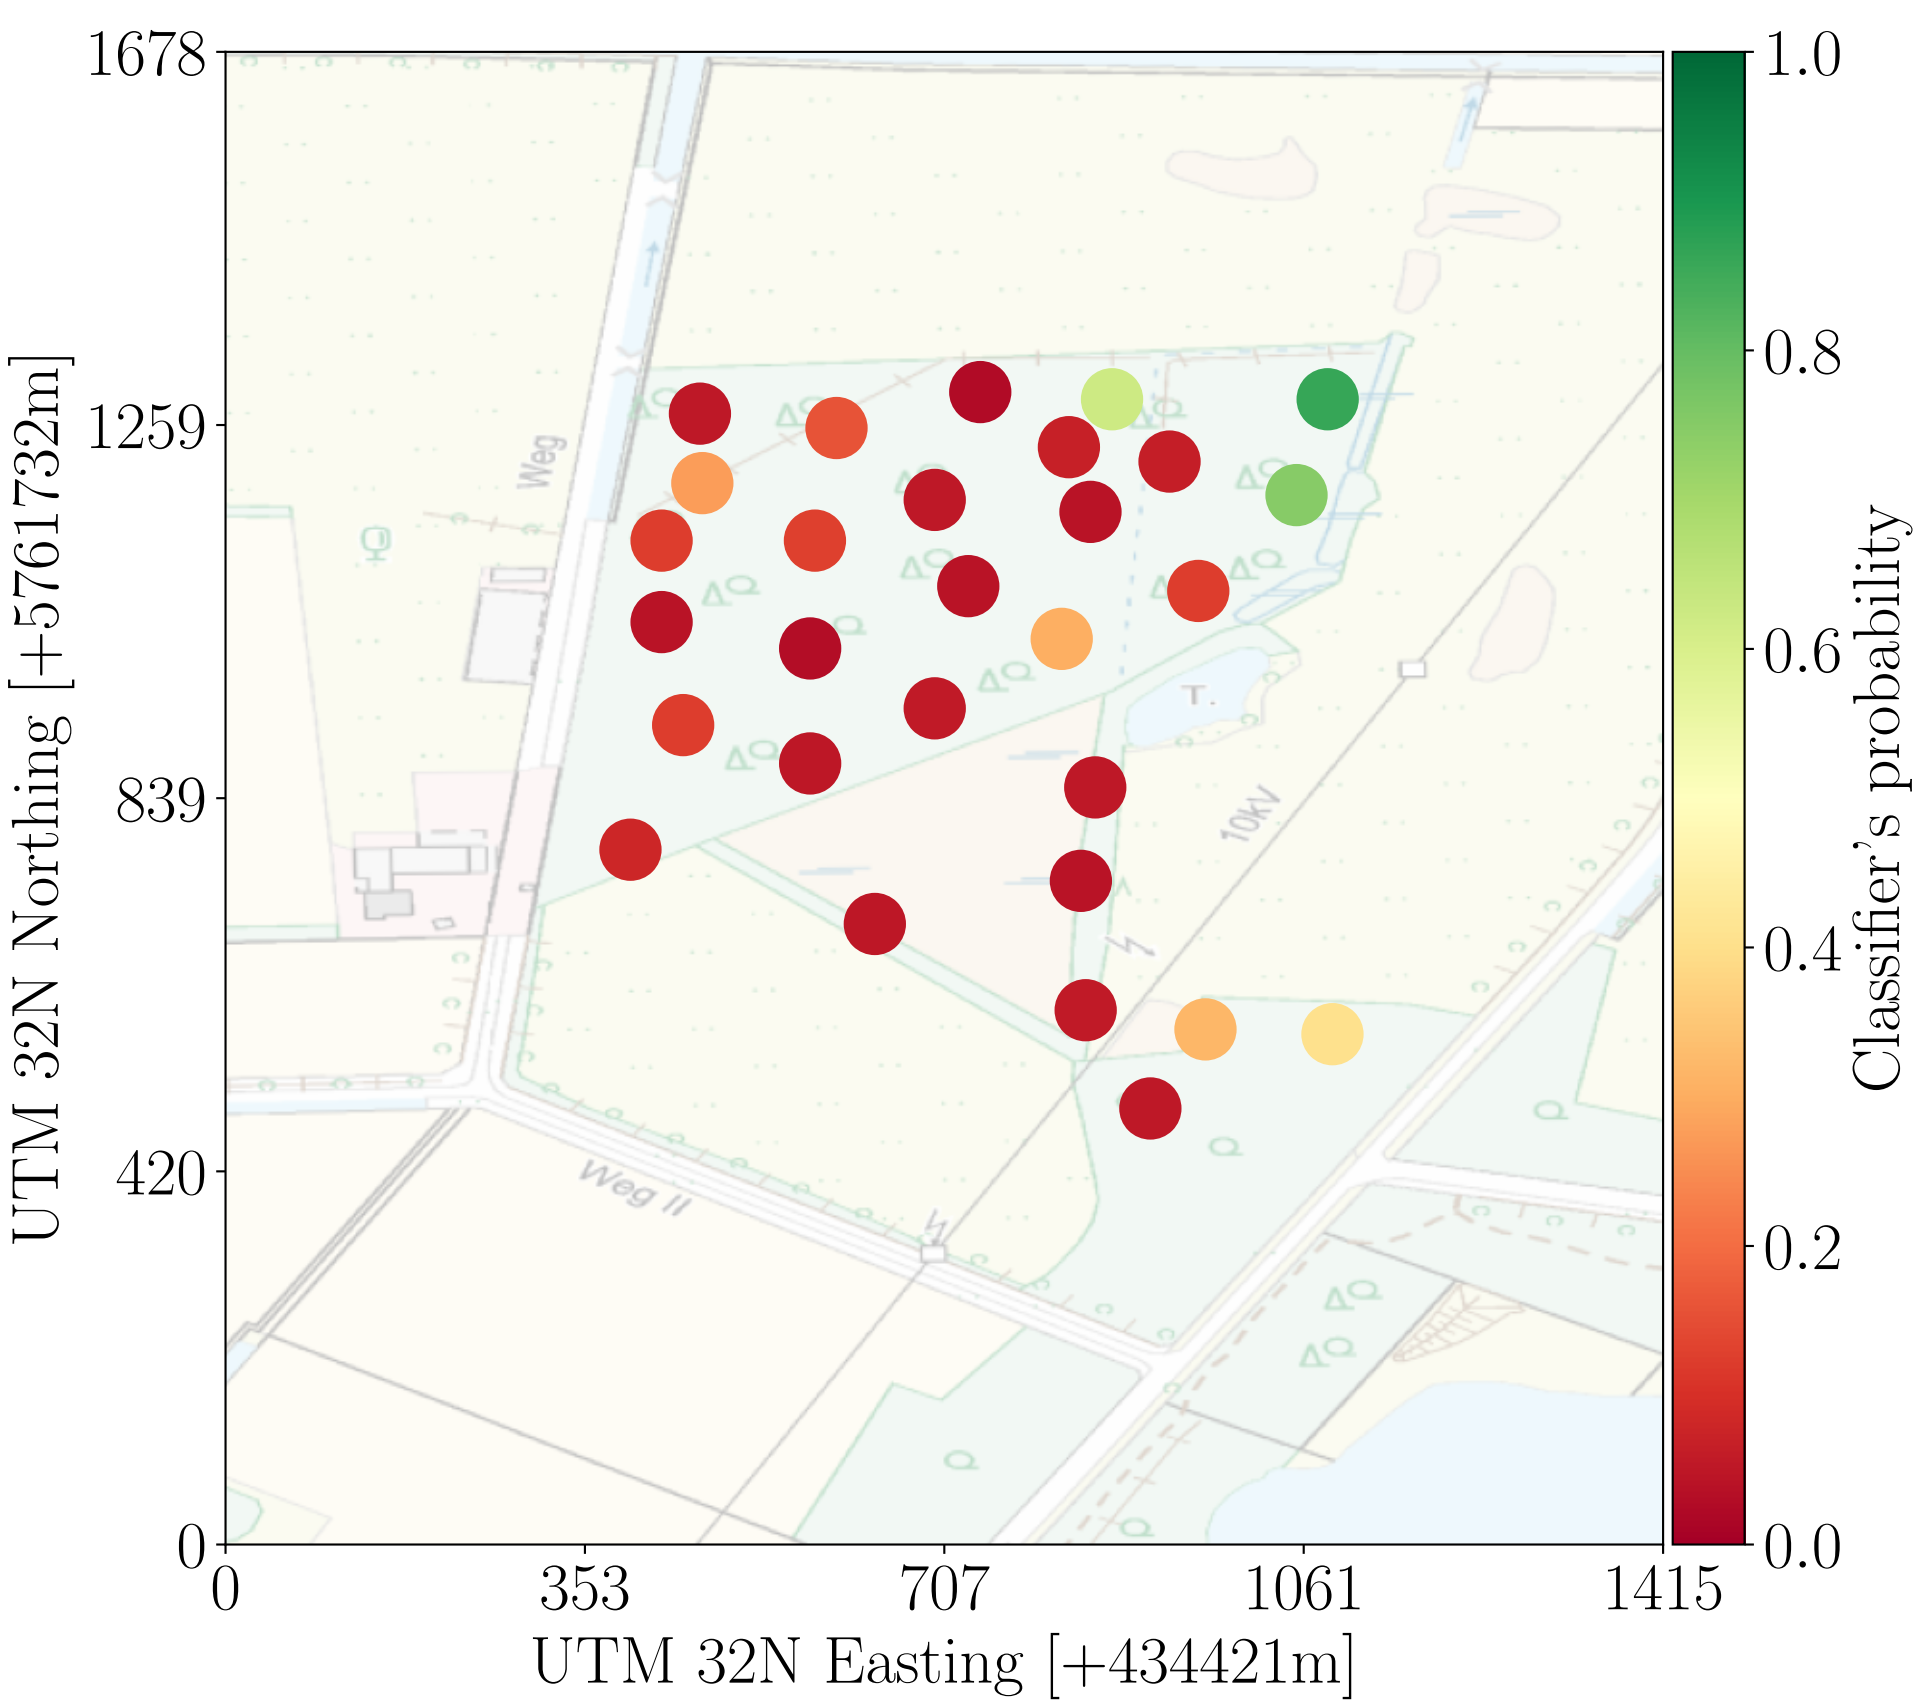 1678
1259
839
420
0
UTM 32N Northing [+5761732m]
Weg
T.
10kV
Weg II
0
353
707
1061
1415
UTM 32N Easting [+434421m]
1.0
0.8
0.6
0.4
0.2
0.0
Classifier's probability